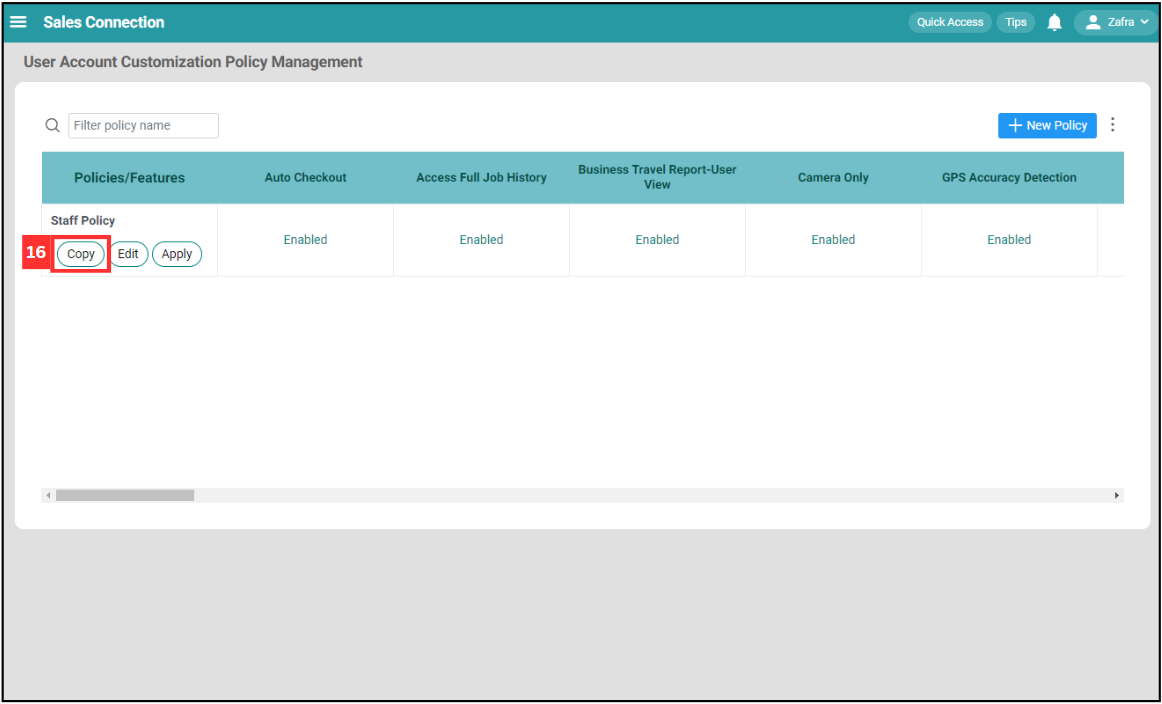 Sales Connection
Quick Access
Tips
Zafra
User Account Customization Policy Management
Filter policy name
New Policy
Policies/Features
Auto Checkout
Access Full Job History
Business Travel Report-User
View
Camera Only
GPS Accuracy Detection
Staff Policy
16
Copy
Edit
Apply
Enabled
Enabled
Enabled
Enabled
Enabled